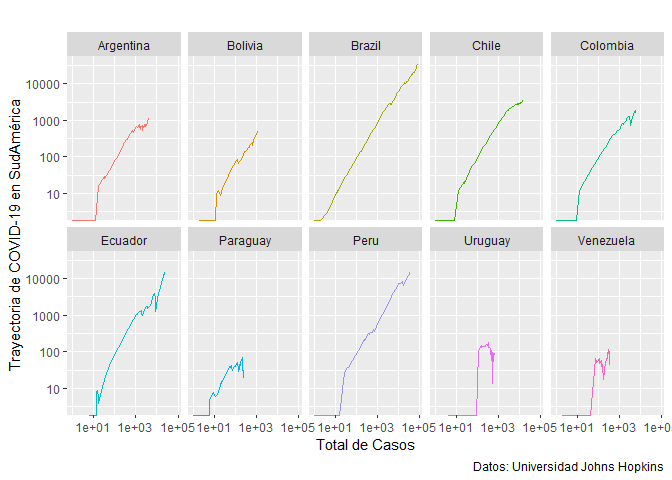 Argentina Bolivia Brazil Chile Colombia
10000
1000
100
10
Ecuador Paraguay Peru Uruguay Venezuela
10000
1000
100
10
1e+01 1e+03 1e+05 1e+01 1e+03 1e+05 1e+01 1e+03 1e+05 1e+01 1e+03 1e+05 1e+01 1e+03 1e+05
Trayectoria de COVID-19 en SudAmérica
Total de Casos
Datos: Universidad Johns Hopkins